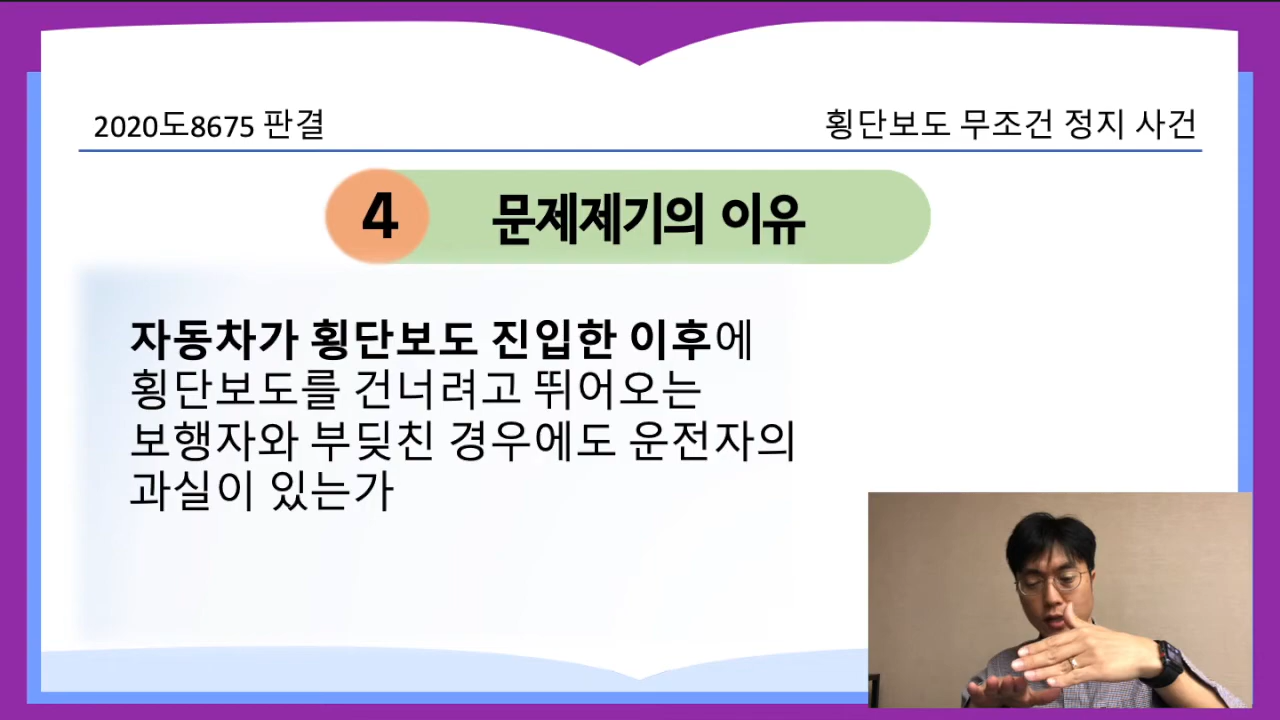 2020도8675 판결
횡단보도 무조건 정지 사건
4 문제제기의 이유
자동차가 횡단보도 진입한 이후에
횡단보도를 건너려고 뛰어오는
보행자와 부딪친 경우에도 운전자의
과실이 있는가